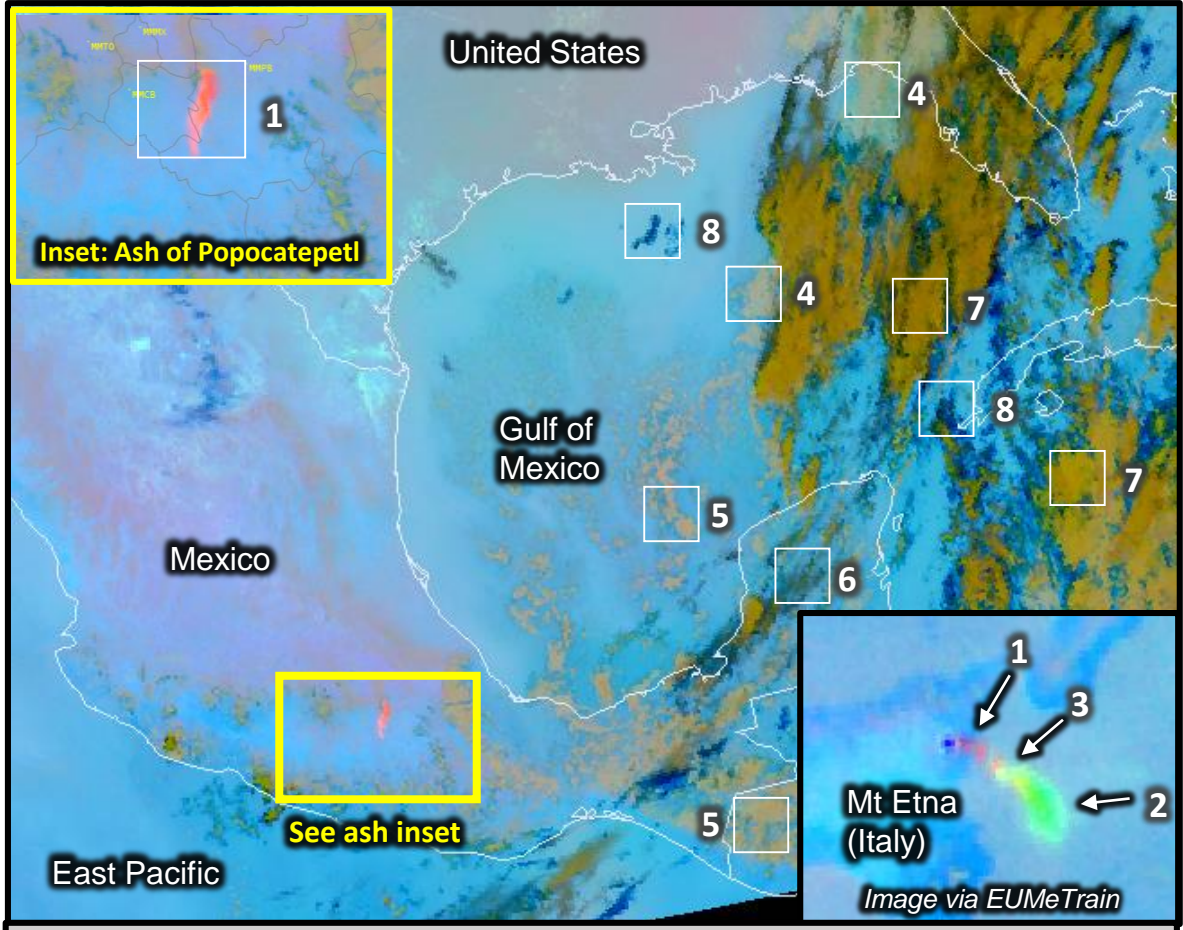 MMMX
MMTO
MMPB
MMCB
1
Inset: Ash of Popocatepetl
United States
4
8
4
7
8
Gulf of
Mexico
7
5
Mexico
6
See ash inset
5
East Pacific
1
3
2
Mt Etna
(Italy)
Image via EUMeTrain